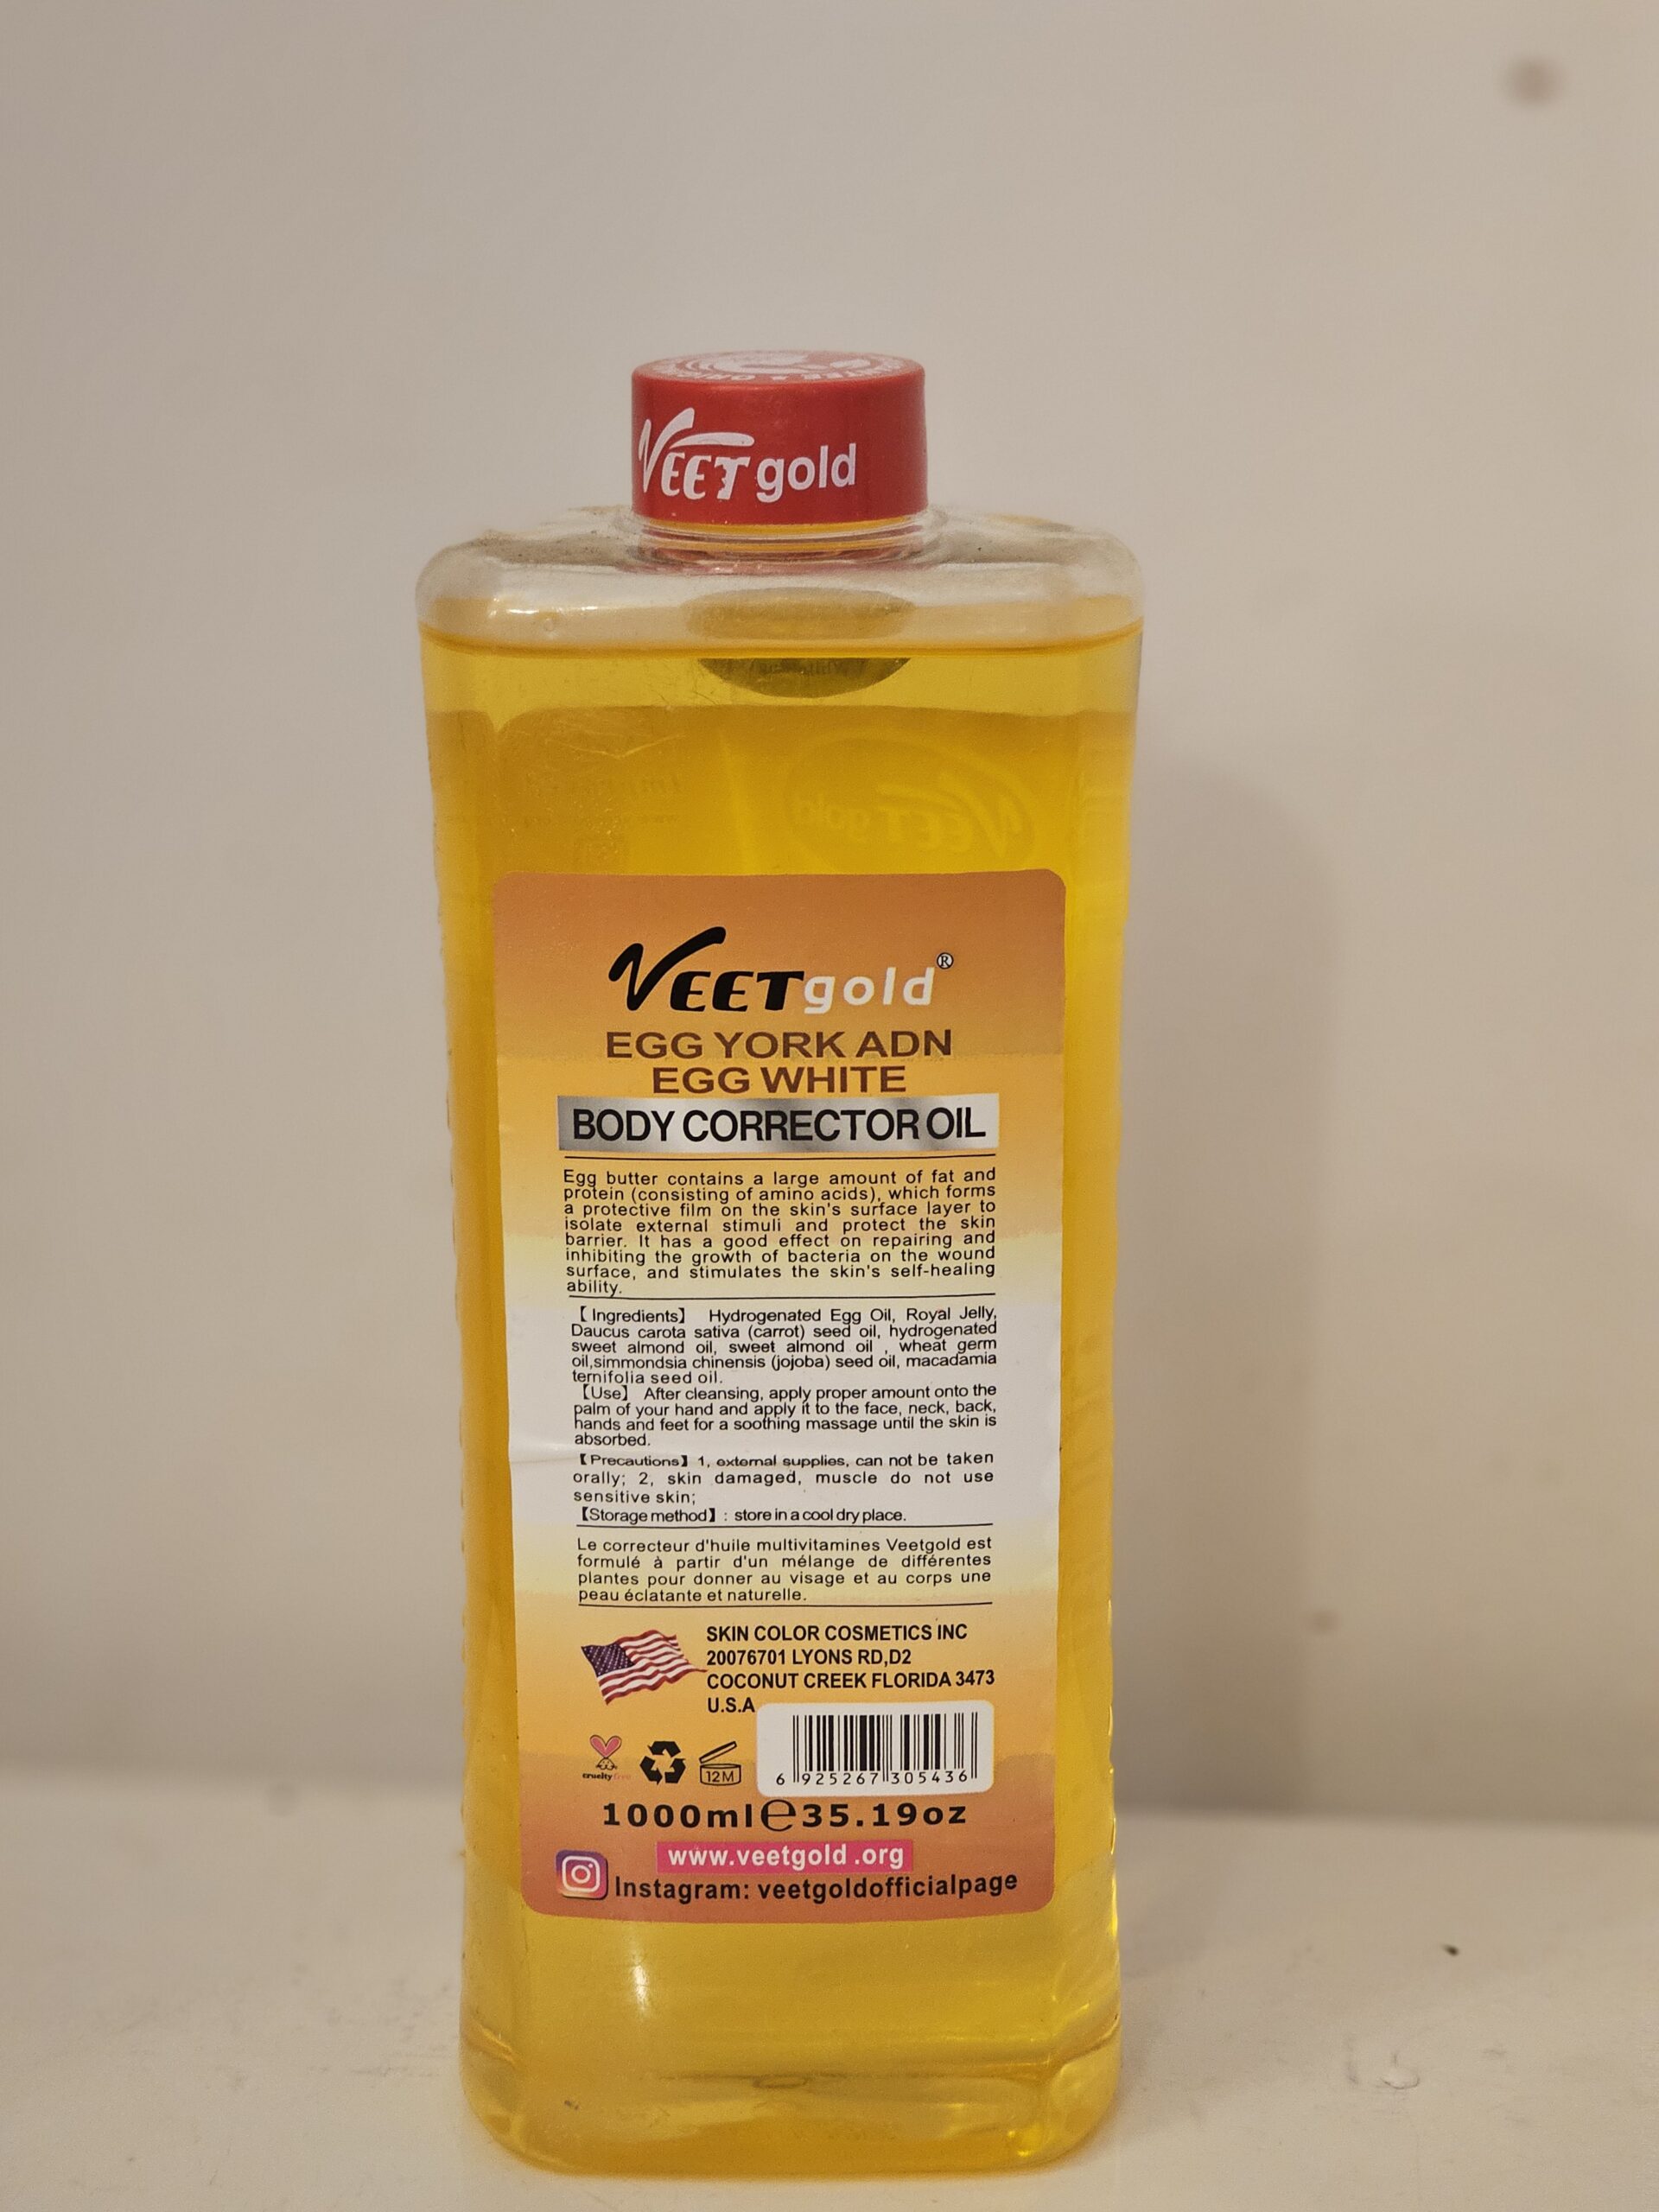 VEET gold
VEETgold®
EGG YORK ADN
EGG WHITE
BODY CORRECTOR OIL
Egg butter contains a large amount of fat and
protein (consisting of amino acids), which forms
a protective film on the skin's surface layer to
isolate external stimuli and protect the skin
barrier. It has a good effect on repairing and
inhibiting the growth of bacteria on the wound
surface, and stimulates the skin's self-healing
ability.
【Ingredients】 Hydrogenated Egg Oil, Royal Jelly,
Daucus carota sativa (carrot) seed oil, hydrogenated
sweet almond oil, sweet almond oil , wheat germ
oil,simmondsia chinensis (jojoba) seed oil, macadamia
ternifolia seed oil.
【Use】 After cleansing, apply proper amount onto the
palm of your hand and apply it to the face, neck, back,
hands and feet for a soothing massage until the skin is
absorbed.
【Precautions】1, external supplies, can not be taken
orally; 2, skin damaged, muscle do not use
sensitive skin;
【Storage method】: store in a cool dry place.
Le correcteur d'huile multivitamines Veetgold est
formulé à partir d'un mélange de différentes
plantes pour donner au visage et au corps une
peau éclatante et naturelle.
SKIN COLOR COSMETICS INC
20076701 LYONS RD,D2
COCONUT CREEK FLORIDA 3473
U.S.A
crueltyfree
12M
6 925267 305436
1000ml℮35.19oz
www.veetgold .org
Instagram: veetgoldofficialpage